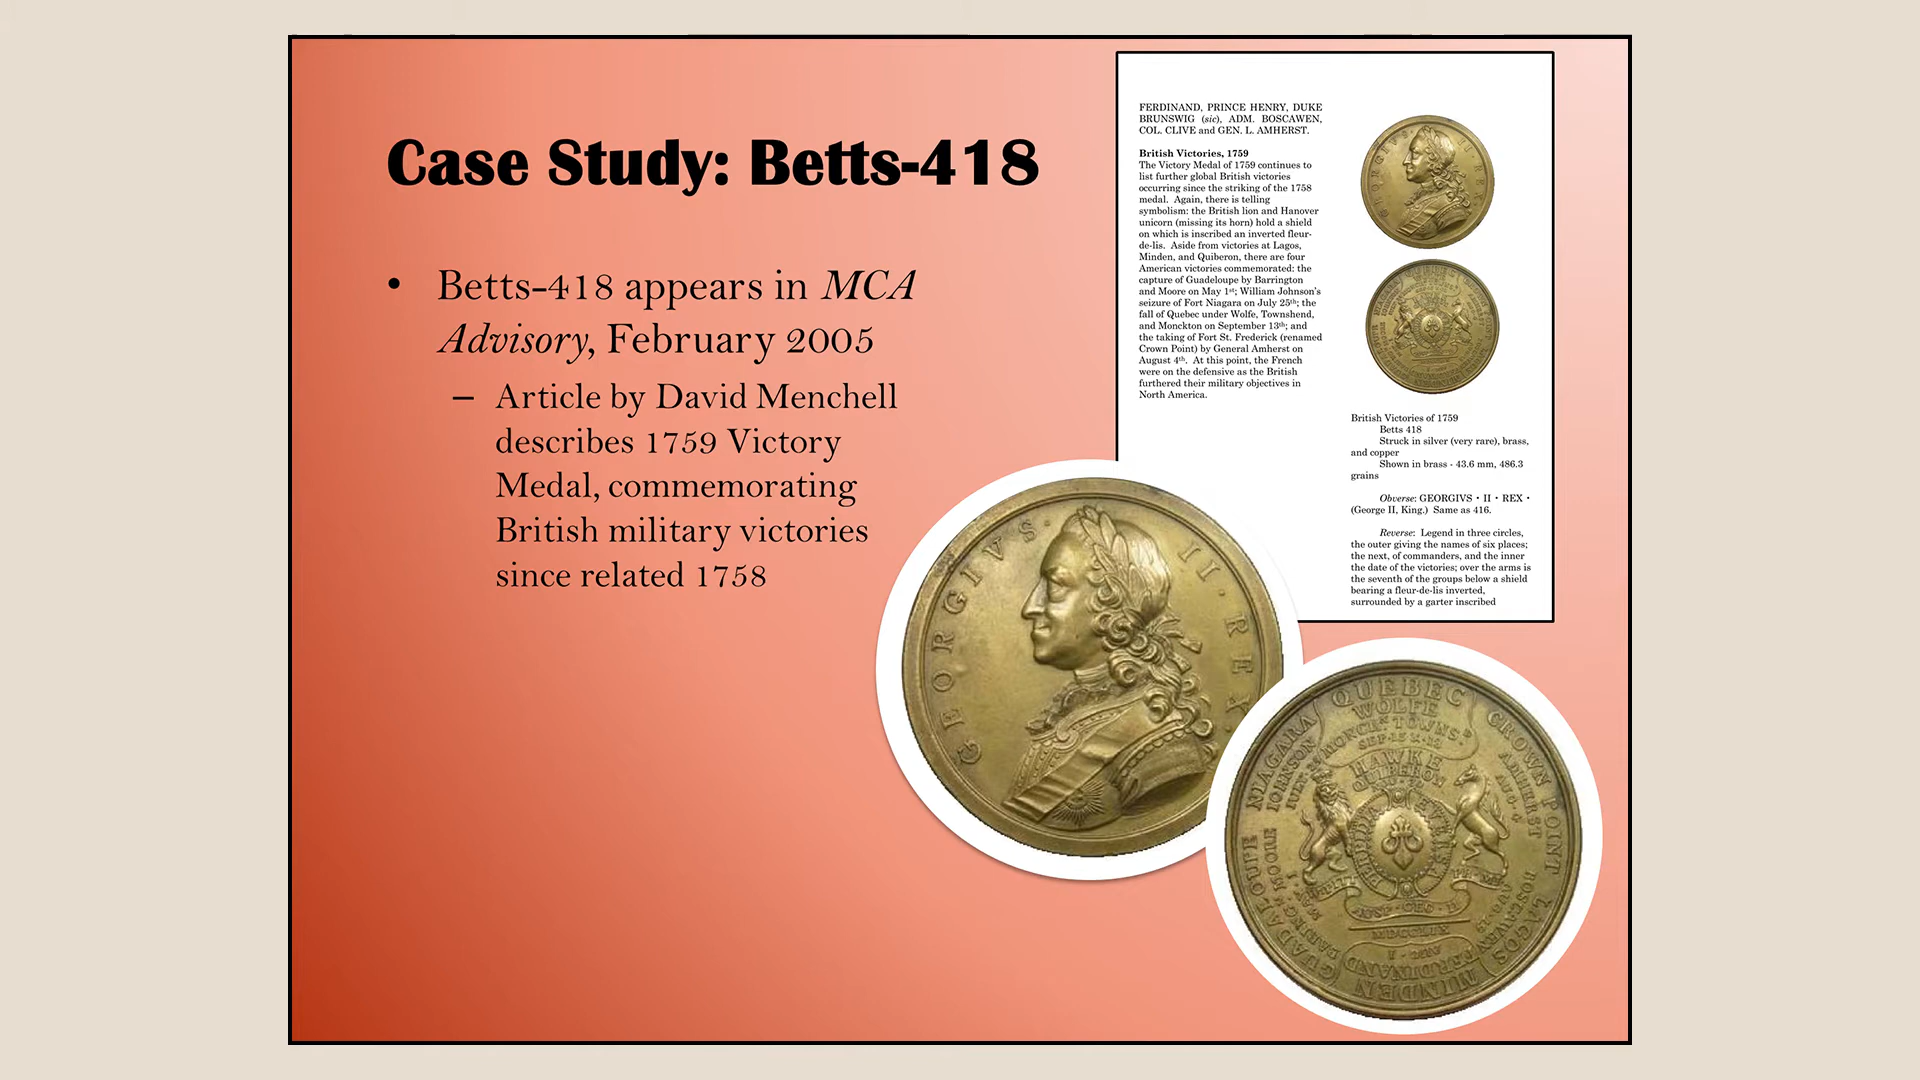 Case Study: Betts-418
• Betts-418 appears in MCA
Advisory, February 2005
– Article by David Menchell
describes 1759 Victory
Medal, commemorating
British military victories
since related 1758
FERDINAND, PRINCE HENRY, DUKE
BRUNSWIG (sic), ADM. BOSCAWEN,
COL. CLIVE and GEN. L. AMHERST.
British Victories, 1759
The Victory Medal of 1759 continues to
list further global British victories
occurring since the striking of the 1758
medal. Again, there is telling
symbolism: the British lion and Hanover
unicorn (missing its horn) hold a shield
on which is inscribed an inverted fleur-
de-lis. Aside from victories at Lagos,
Minden, and Quiberon, there are four
American victories commemorated: the
capture of Guadeloupe by Barrington
and Moore on May 1st; William Johnson's
seizure of Fort Niagara on July 25th; the
fall of Quebec under Wolfe, Townshend,
and Monckton on September 13th; and
the taking of Fort St. Frederick (renamed
Crown Point) by General Amherst on
August 4th. At this point, the French
were on the defensive as the British
furthered their military objectives in
North America.
British Victories of 1759
Betts 418
Struck in silver (very rare), brass,
and copper
Shown in brass - 43.6 mm, 486.3
grains
Obverse: GEORGIVS • II • REX •
(George II, King.) Same as 416.
Reverse: Legend in three circles,
the outer giving the names of six places;
the next, of commanders, and the inner
the date of the victories; over the arms is
the seventh of the groups below a shield
bearing a fleur-de-lis inverted,
surrounded by a garter inscribed
GEORGIVS · II · REX
QUEBEC
WOLFE
MONCK TOWNS.
HAWKE
QUIBERON
NIAGARA
IOHNSON
CROWN POINT
AMHERST
AUG · 4
GUADALOUPE
BARING · MOORE
LAGOS
BOSCAWEN
MINDEN
FERDINAND
MDCCLIX